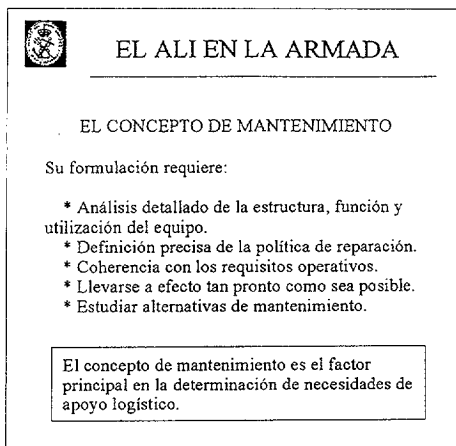 EL ALI EN LA ARMADA
EL CONCEPTO DE MANTENIMIENTO
Su formulación requiere:
* Análisis detallado de la estructura, función y
utilización del equipo.
* Definición precisa de la política de reparación.
* Coherencia con los requisitos operativos.
* Llevarse a efecto tan pronto como sea posible.
* Estudiar alternativas de mantenimiento.
El concepto de mantenimiento es el factor
principal en la determinación de necesidades de
apoyo logístico.